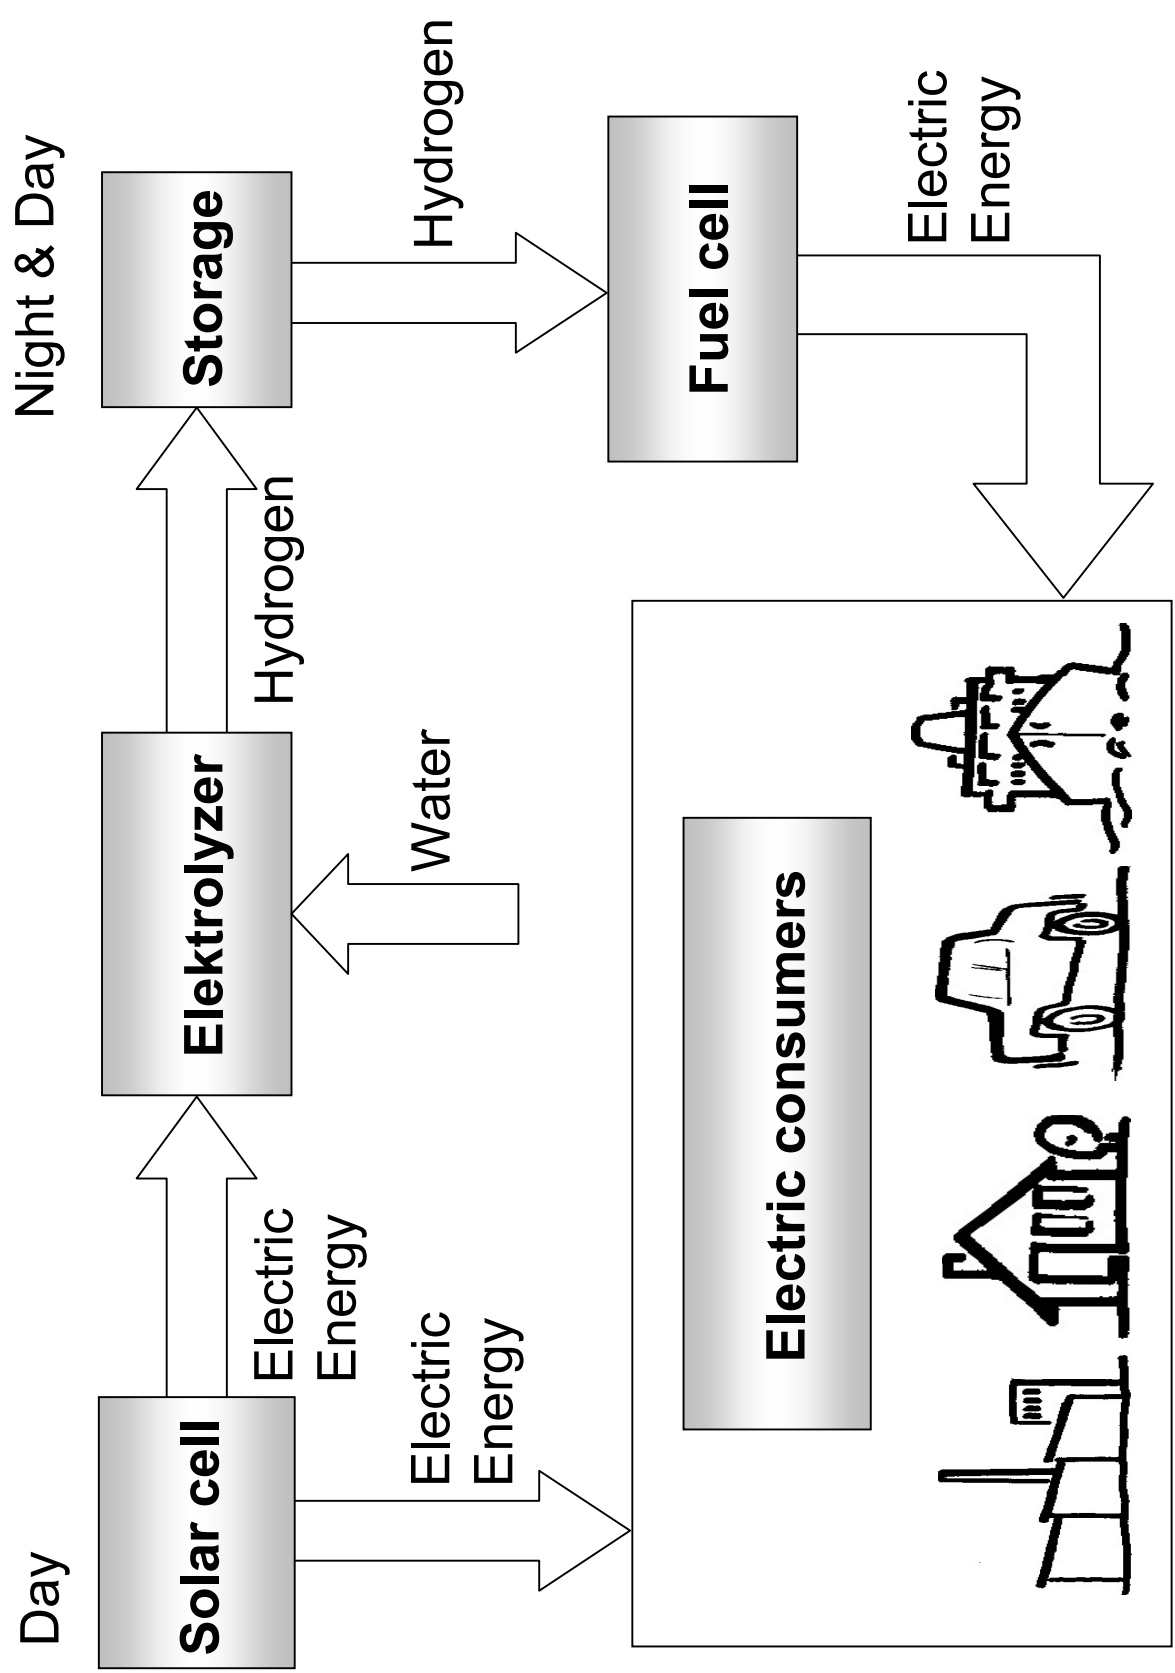 Day
Night & Day
Solar cell
Electric
Energy
Elektrolyzer
Hydrogen
Storage
Electric
Energy
Water
Hydrogen
Fuel cell
Electric
Energy
Electric consumers